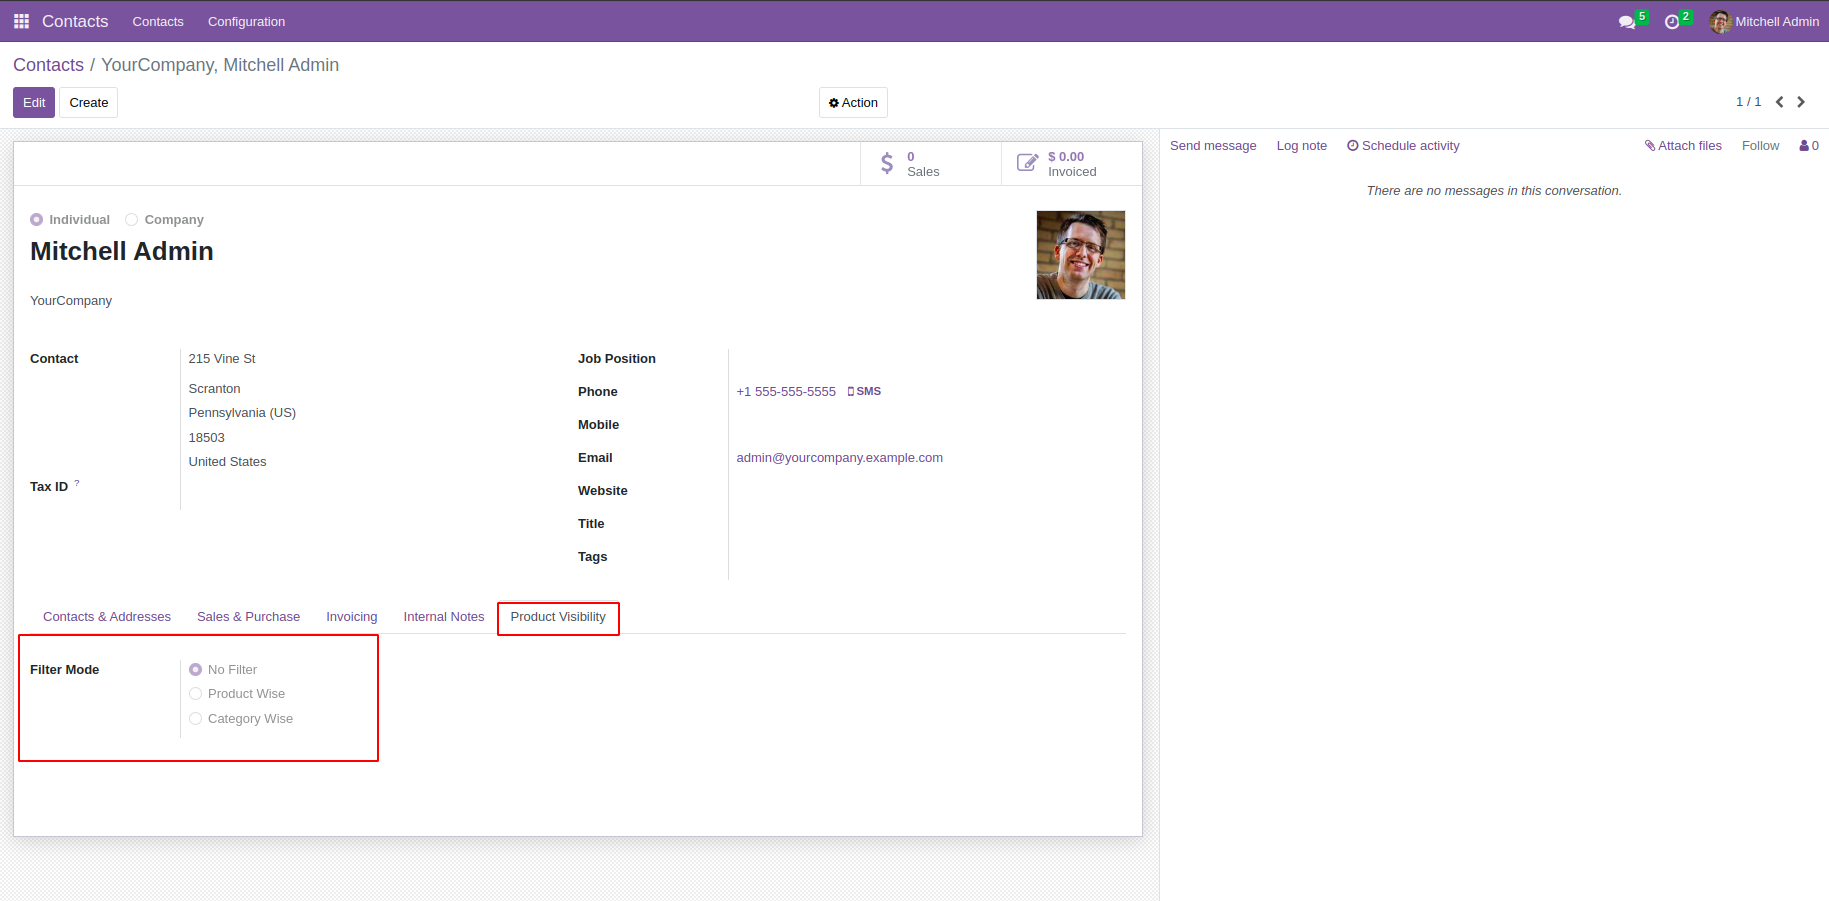 Contacts Contacts Configuration 5 2 Mitchell Admin
Contacts / YourCompany, Mitchell Admin
Edit Create Action 1 / 1
Send message Log note Schedule activity Attach files Follow 0
0
Sales
$ 0.00
Invoiced
There are no messages in this conversation.
Individual Company
Mitchell Admin
YourCompany
Contact 215 Vine St
Scranton
Pennsylvania (US)
18503
United States
Tax ID ?
Job Position
Phone +1 555-555-5555 SMS
Mobile
Email admin@yourcompany.example.com
Website
Title
Tags
Contacts & Addresses Sales & Purchase Invoicing Internal Notes Product Visibility
Filter Mode No Filter
Product Wise
Category Wise